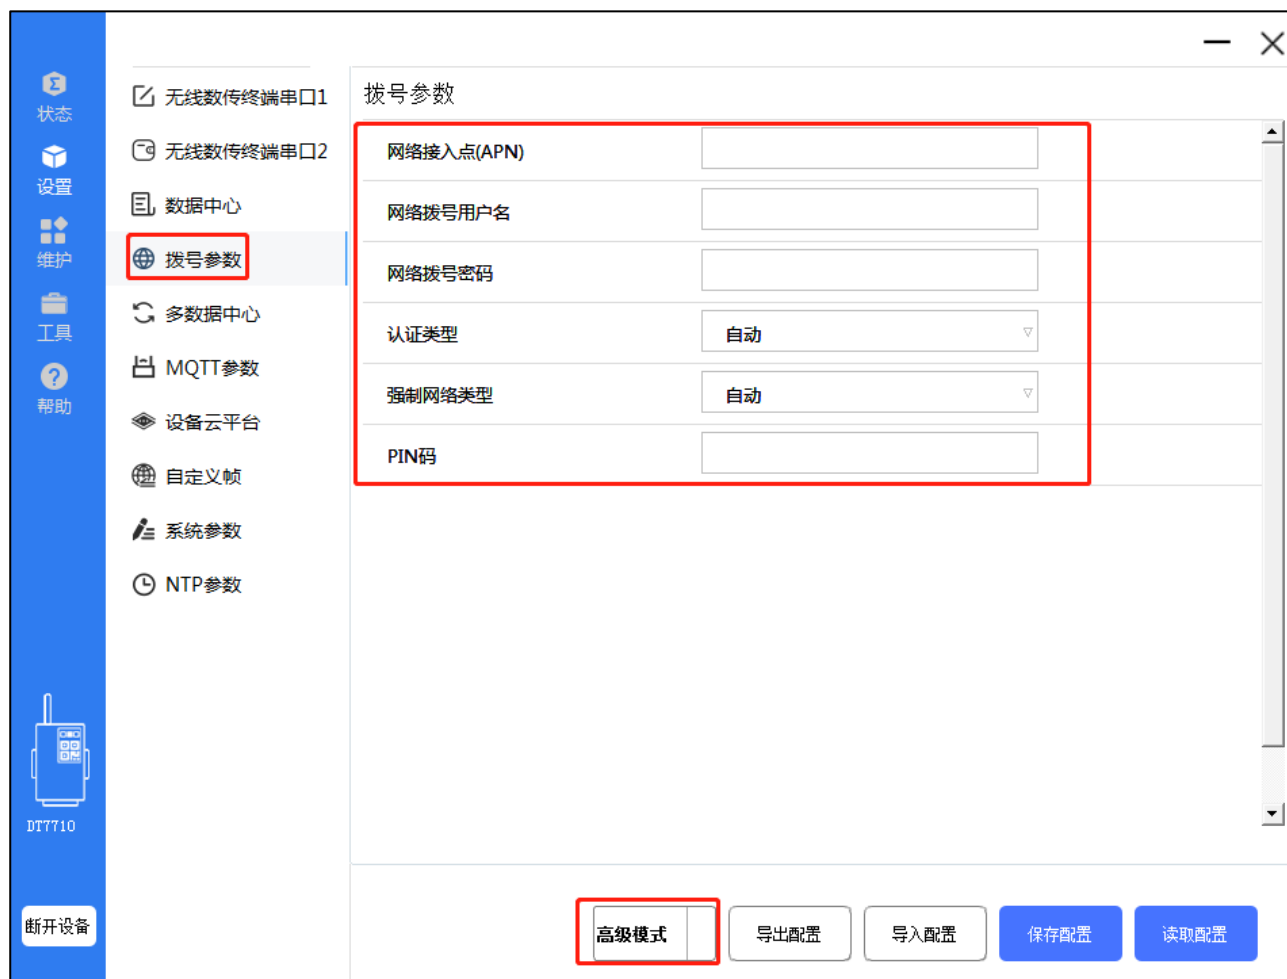 状态
设置
维护
工具
帮助
DT7710
断开设备
无线数传终端串口1
无线数传终端串口2
数据中心
拨号参数
多数据中心
MQTT参数
设备云平台
自定义帧
系统参数
NTP参数
拨号参数
网络接入点(APN)
网络拨号用户名
网络拨号密码
认证类型 自动
强制网络类型 自动
PIN码
高级模式 导出配置 导入配置 保存配置 读取配置